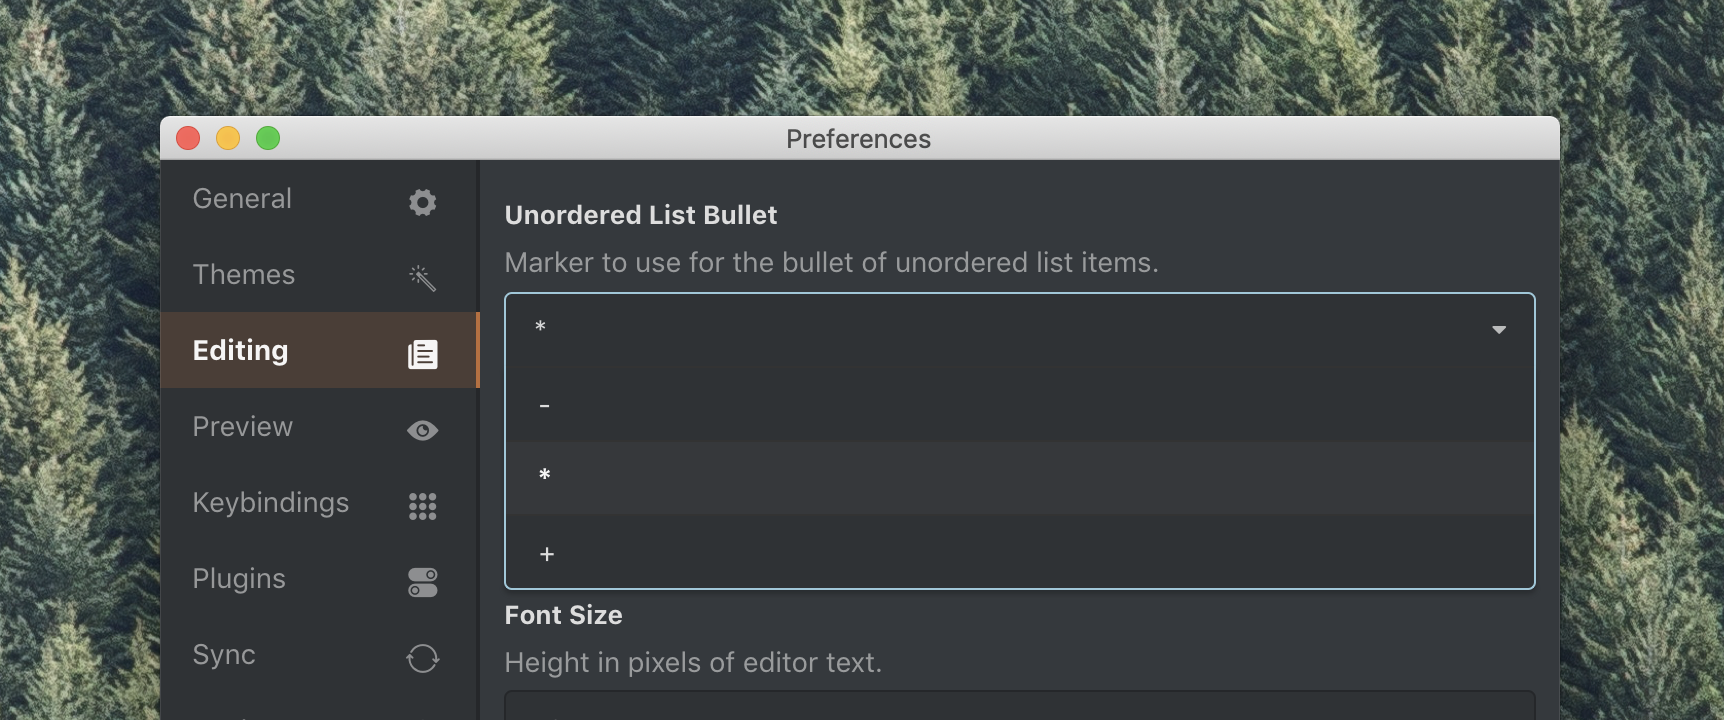 Preferences
General
Themes
Editing
Preview
Keybindings
Plugins
Sync
Unordered List Bullet
Marker to use for the bullet of unordered list items.
*
-
*
+
Font Size
Height in pixels of editor text.